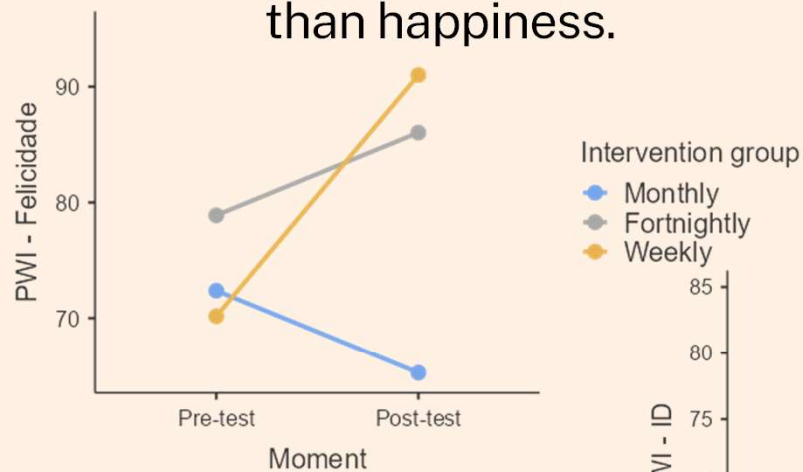 than happiness.
PWI - Felicidade
90
80
70
Pre-test
Post-test
Moment
Intervention group
Monthly
Fortnightly
Weekly
85
80
75
- ID